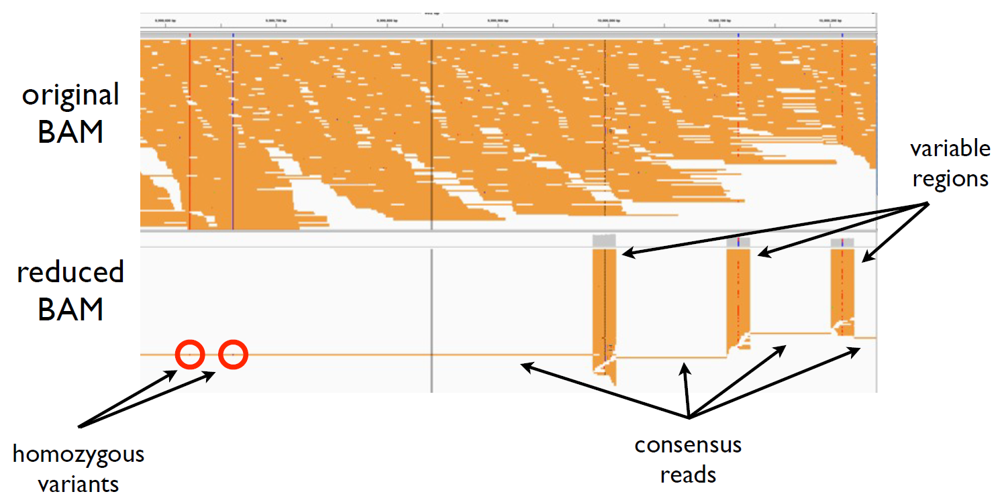 original
BAM
variable
regions
reduced
BAM
homozygous
variants
consensus
reads